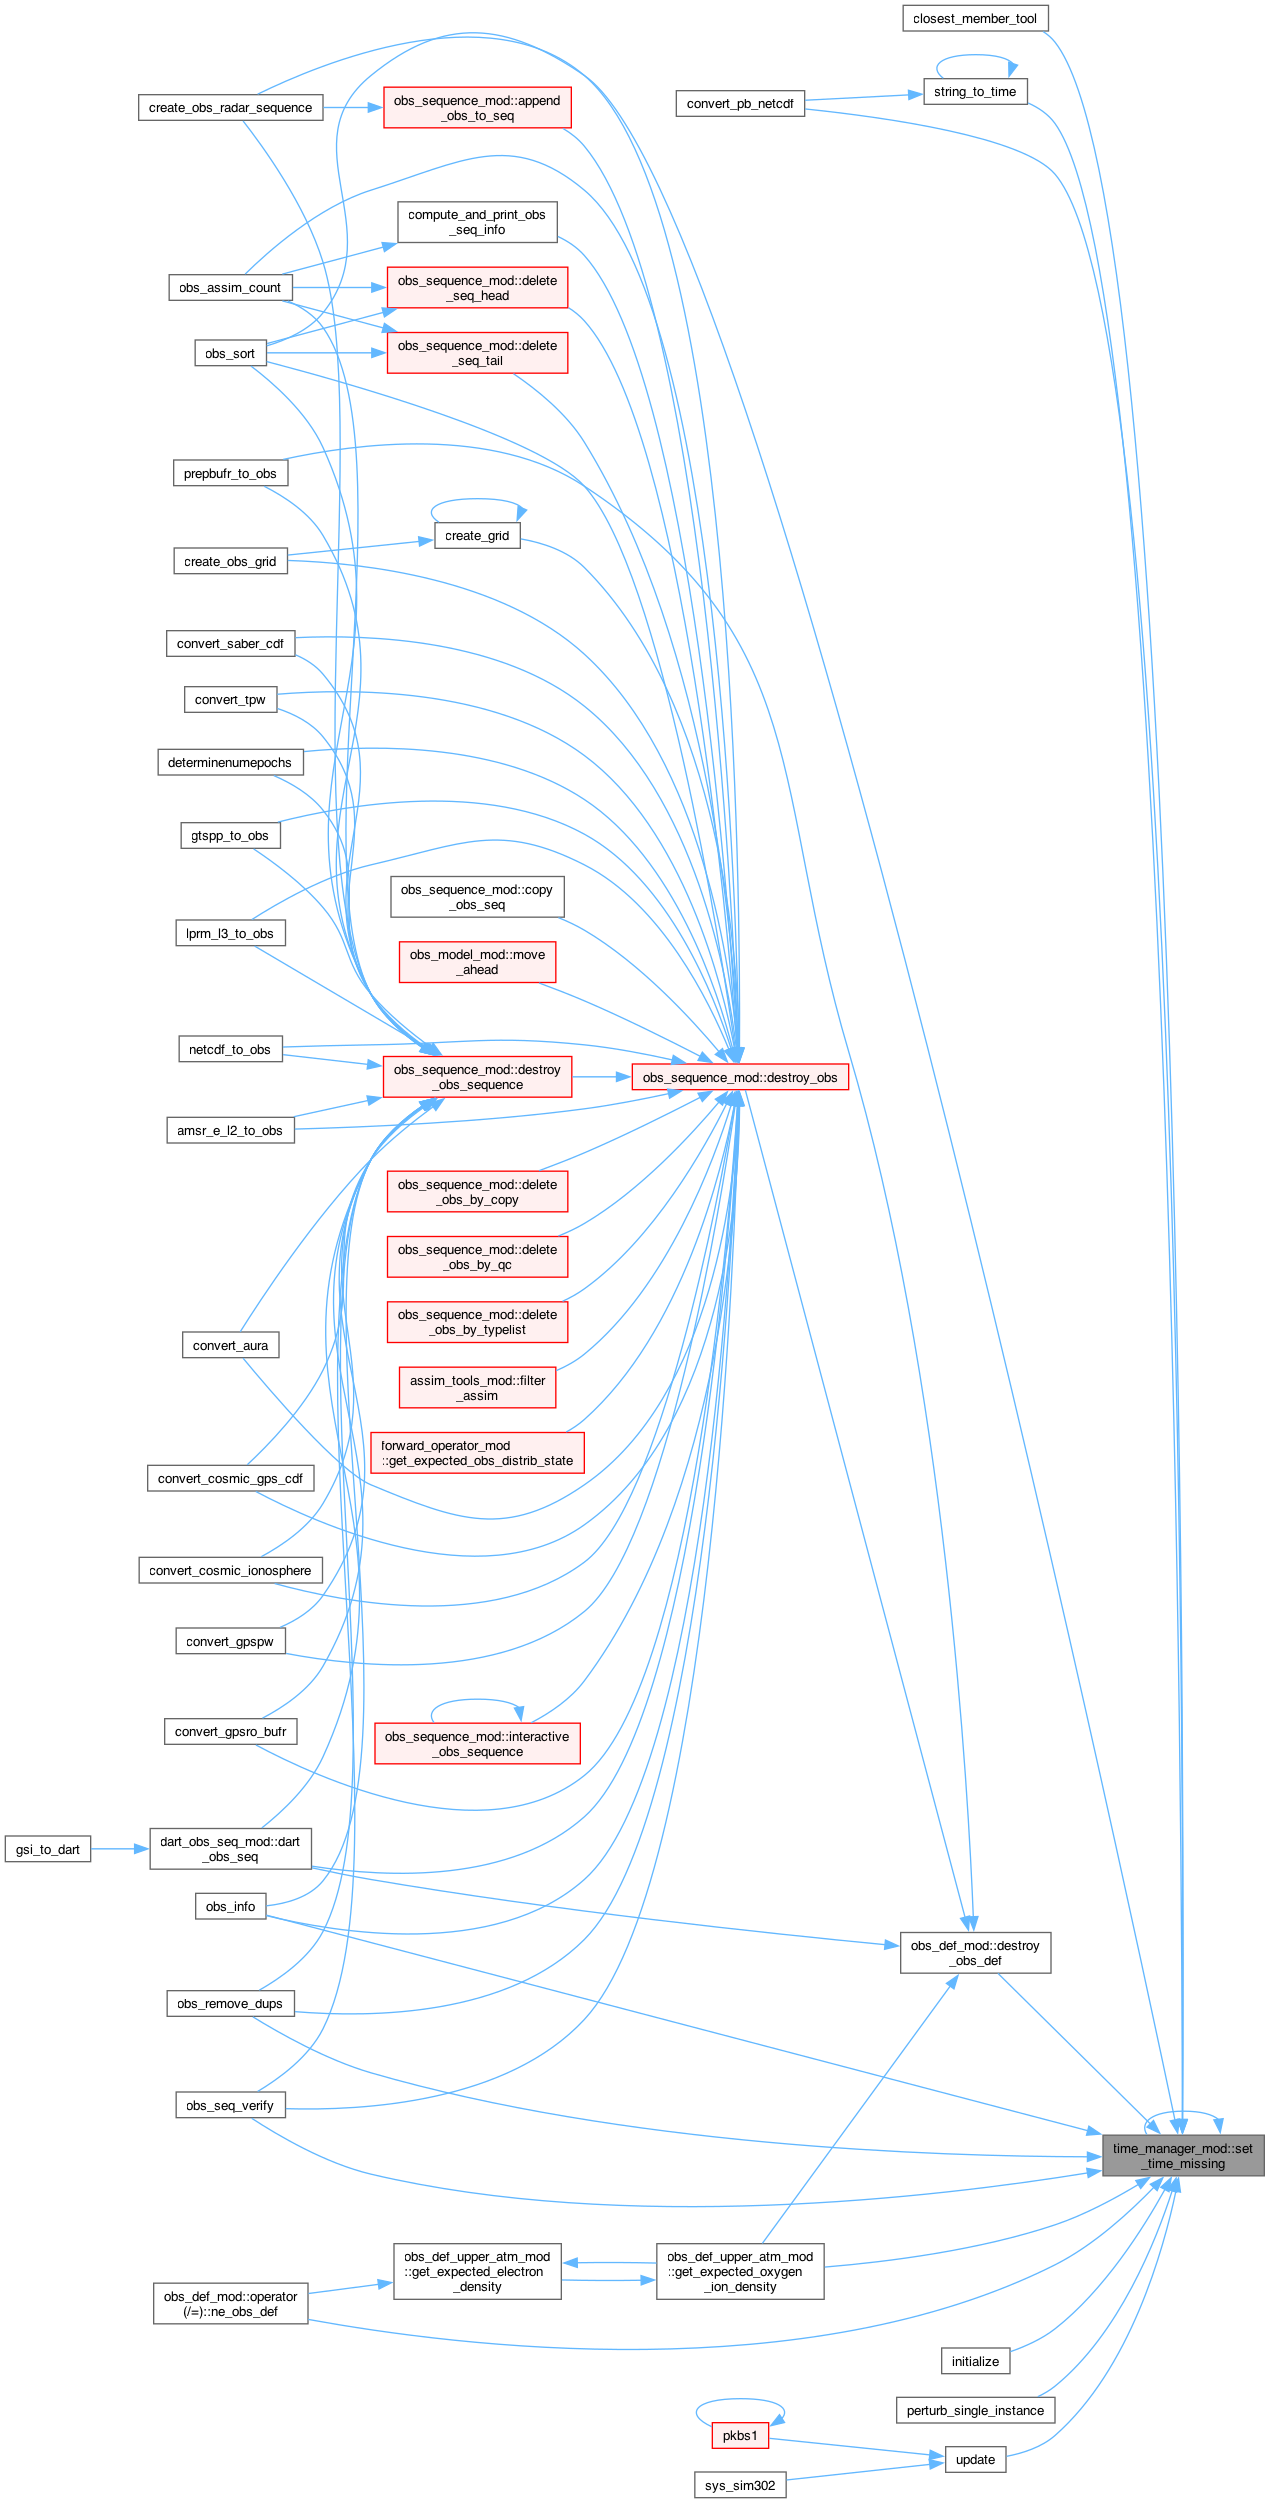 closest_member_tool
string_to_time
convert_pb_netcdf
create_obs_radar_sequence
obs_sequence_mod::append
_obs_to_seq
compute_and_print_obs
_seq_info
obs_assim_count
obs_sequence_mod::delete
_seq_head
obs_sort
obs_sequence_mod::delete
_seq_tail
prepbufr_to_obs
create_grid
create_obs_grid
convert_saber_cdf
convert_tpw
determinenumepochs
gtspp_to_obs
obs_sequence_mod::copy
_obs_seq
lprm_l3_to_obs
obs_model_mod::move
_ahead
netcdf_to_obs
obs_sequence_mod::destroy
_obs_sequence
obs_sequence_mod::destroy_obs
amsr_e_l2_to_obs
obs_sequence_mod::delete
_obs_by_copy
obs_sequence_mod::delete
_obs_by_qc
obs_sequence_mod::delete
_obs_by_typelist
convert_aura
assim_tools_mod::filter
_assim
forward_operator_mod
::get_expected_obs_distrib_state
convert_cosmic_gps_cdf
convert_cosmic_ionosphere
convert_gpspw
convert_gpsro_bufr
obs_sequence_mod::interactive
_obs_sequence
gsi_to_dart
dart_obs_seq_mod::dart
_obs_seq
obs_info
obs_def_mod::destroy
_obs_def
obs_remove_dups
obs_seq_verify
time_manager_mod::set
_time_missing
obs_def_upper_atm_mod
::get_expected_electron
_density
obs_def_upper_atm_mod
::get_expected_oxygen
_ion_density
obs_def_mod::operator
(/=)::ne_obs_def
initialize
perturb_single_instance
pkbs1
update
sys_sim302